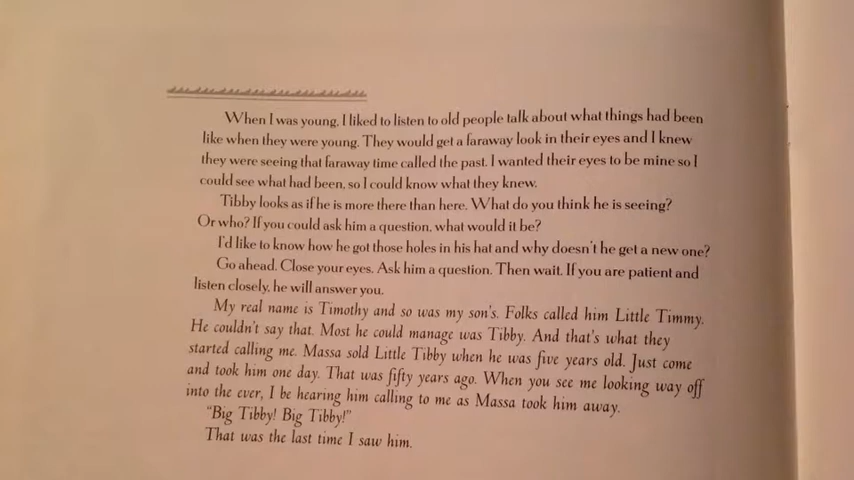 When I was young, I liked to listen to old people talk about what things had been
like when they were young. They would get a faraway look in their eyes and I knew
they were seeing that faraway time called the past. I wanted their eyes to be mine so I
could see what had been, so I could know what they knew.
Tibby looks as if he is more there than here. What do you think he is seeing?
Or who? If you could ask him a question, what would it be?
I'd like to know how he got those holes in his hat and why doesn't he get a new one?
Go ahead. Close your eyes. Ask him a question. Then wait. If you are patient and
listen closely, he will answer you.
My real name is Timothy and so was my son's. Folks called him Little Timmy.
He couldn't say that. Most he could manage was Tibby. And that's what they
started calling me. Massa sold Little Tibby when he was five years old. Just come
and took him one day. That was fifty years ago. When you see me looking way off
into the ever, I be hearing him calling to me as Massa took him away.
"Big Tibby! Big Tibby!"
That was the last time I saw him.